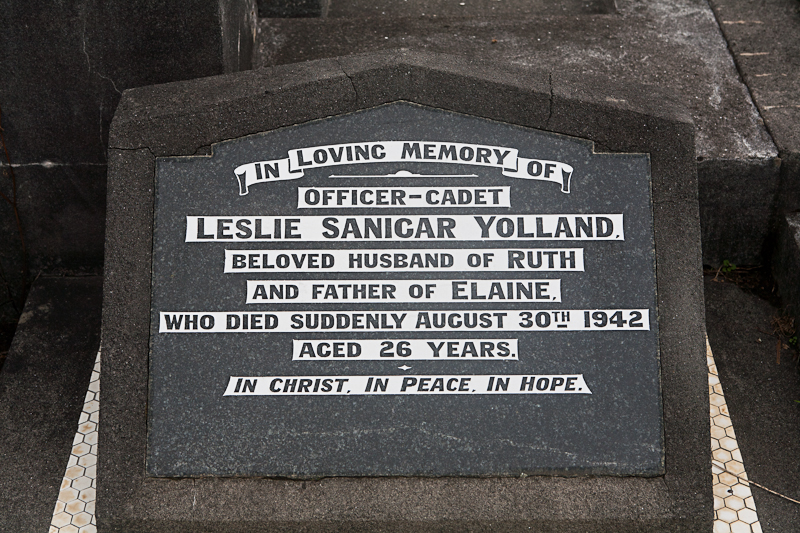 IN LOVING MEMORY OF
OFFICER-CADET
LESLIE SANIGAR YOLLAND,
BELOVED HUSBAND OF RUTH
AND FATHER OF ELAINE,
WHO DIED SUDDENLY AUGUST 30TH 1942
AGED 26 YEARS.
IN CHRIST, IN PEACE, IN HOPE.